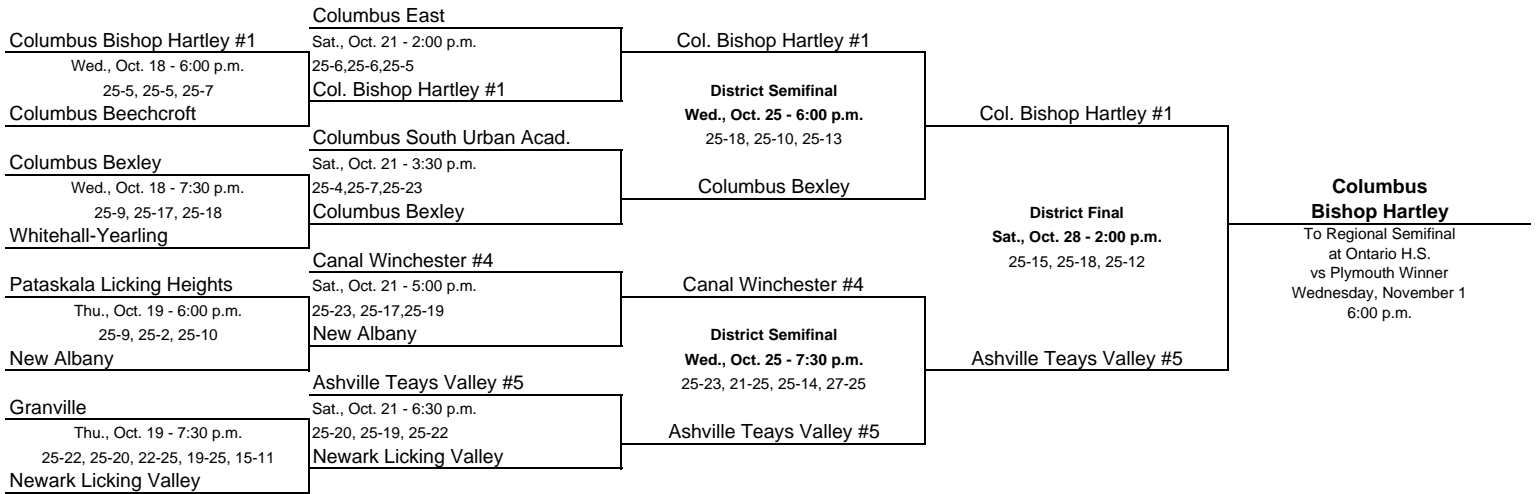 Columbus Bishop Hartley #1
Wed., Oct. 18 - 6:00 p.m.
25-5, 25-5, 25-7
Columbus Beechcroft
Columbus Bexley
Wed., Oct. 18 - 7:30 p.m.
25-9, 25-17, 25-18
Whitehall-Yearling
Pataskala Licking Heights
Thu., Oct. 19 - 6:00 p.m.
25-9, 25-2, 25-10
New Albany
Granville
Thu., Oct. 19 - 7:30 p.m.
25-22, 25-20, 22-25, 19-25, 15-11
Newark Licking Valley
Columbus East
Sat., Oct. 21 - 2:00 p.m.
25-6,25-6,25-5
Col. Bishop Hartley #1
Columbus South Urban Acad.
Sat., Oct. 21 - 3:30 p.m.
25-4,25-7,25-23
Columbus Bexley
Canal Winchester #4
Sat., Oct. 21 - 5:00 p.m.
25-23, 25-17,25-19
New Albany
Ashville Teays Valley #5
Sat., Oct. 21 - 6:30 p.m.
25-20, 25-19, 25-22
Newark Licking Valley
Col. Bishop Hartley #1
District Semifinal
Wed., Oct. 25 - 6:00 p.m.
25-18, 25-10, 25-13
Columbus Bexley
Canal Winchester #4
District Semifinal
Wed., Oct. 25 - 7:30 p.m.
25-23, 21-25, 25-14, 27-25
Ashville Teays Valley #5
Col. Bishop Hartley #1
District Final
Sat., Oct. 28 - 2:00 p.m.
25-15, 25-18, 25-12
Ashville Teays Valley #5
Columbus
Bishop Hartley
To Regional Semifinal
at Ontario H.S.
vs Plymouth Winner
Wednesday, November 1
6:00 p.m.